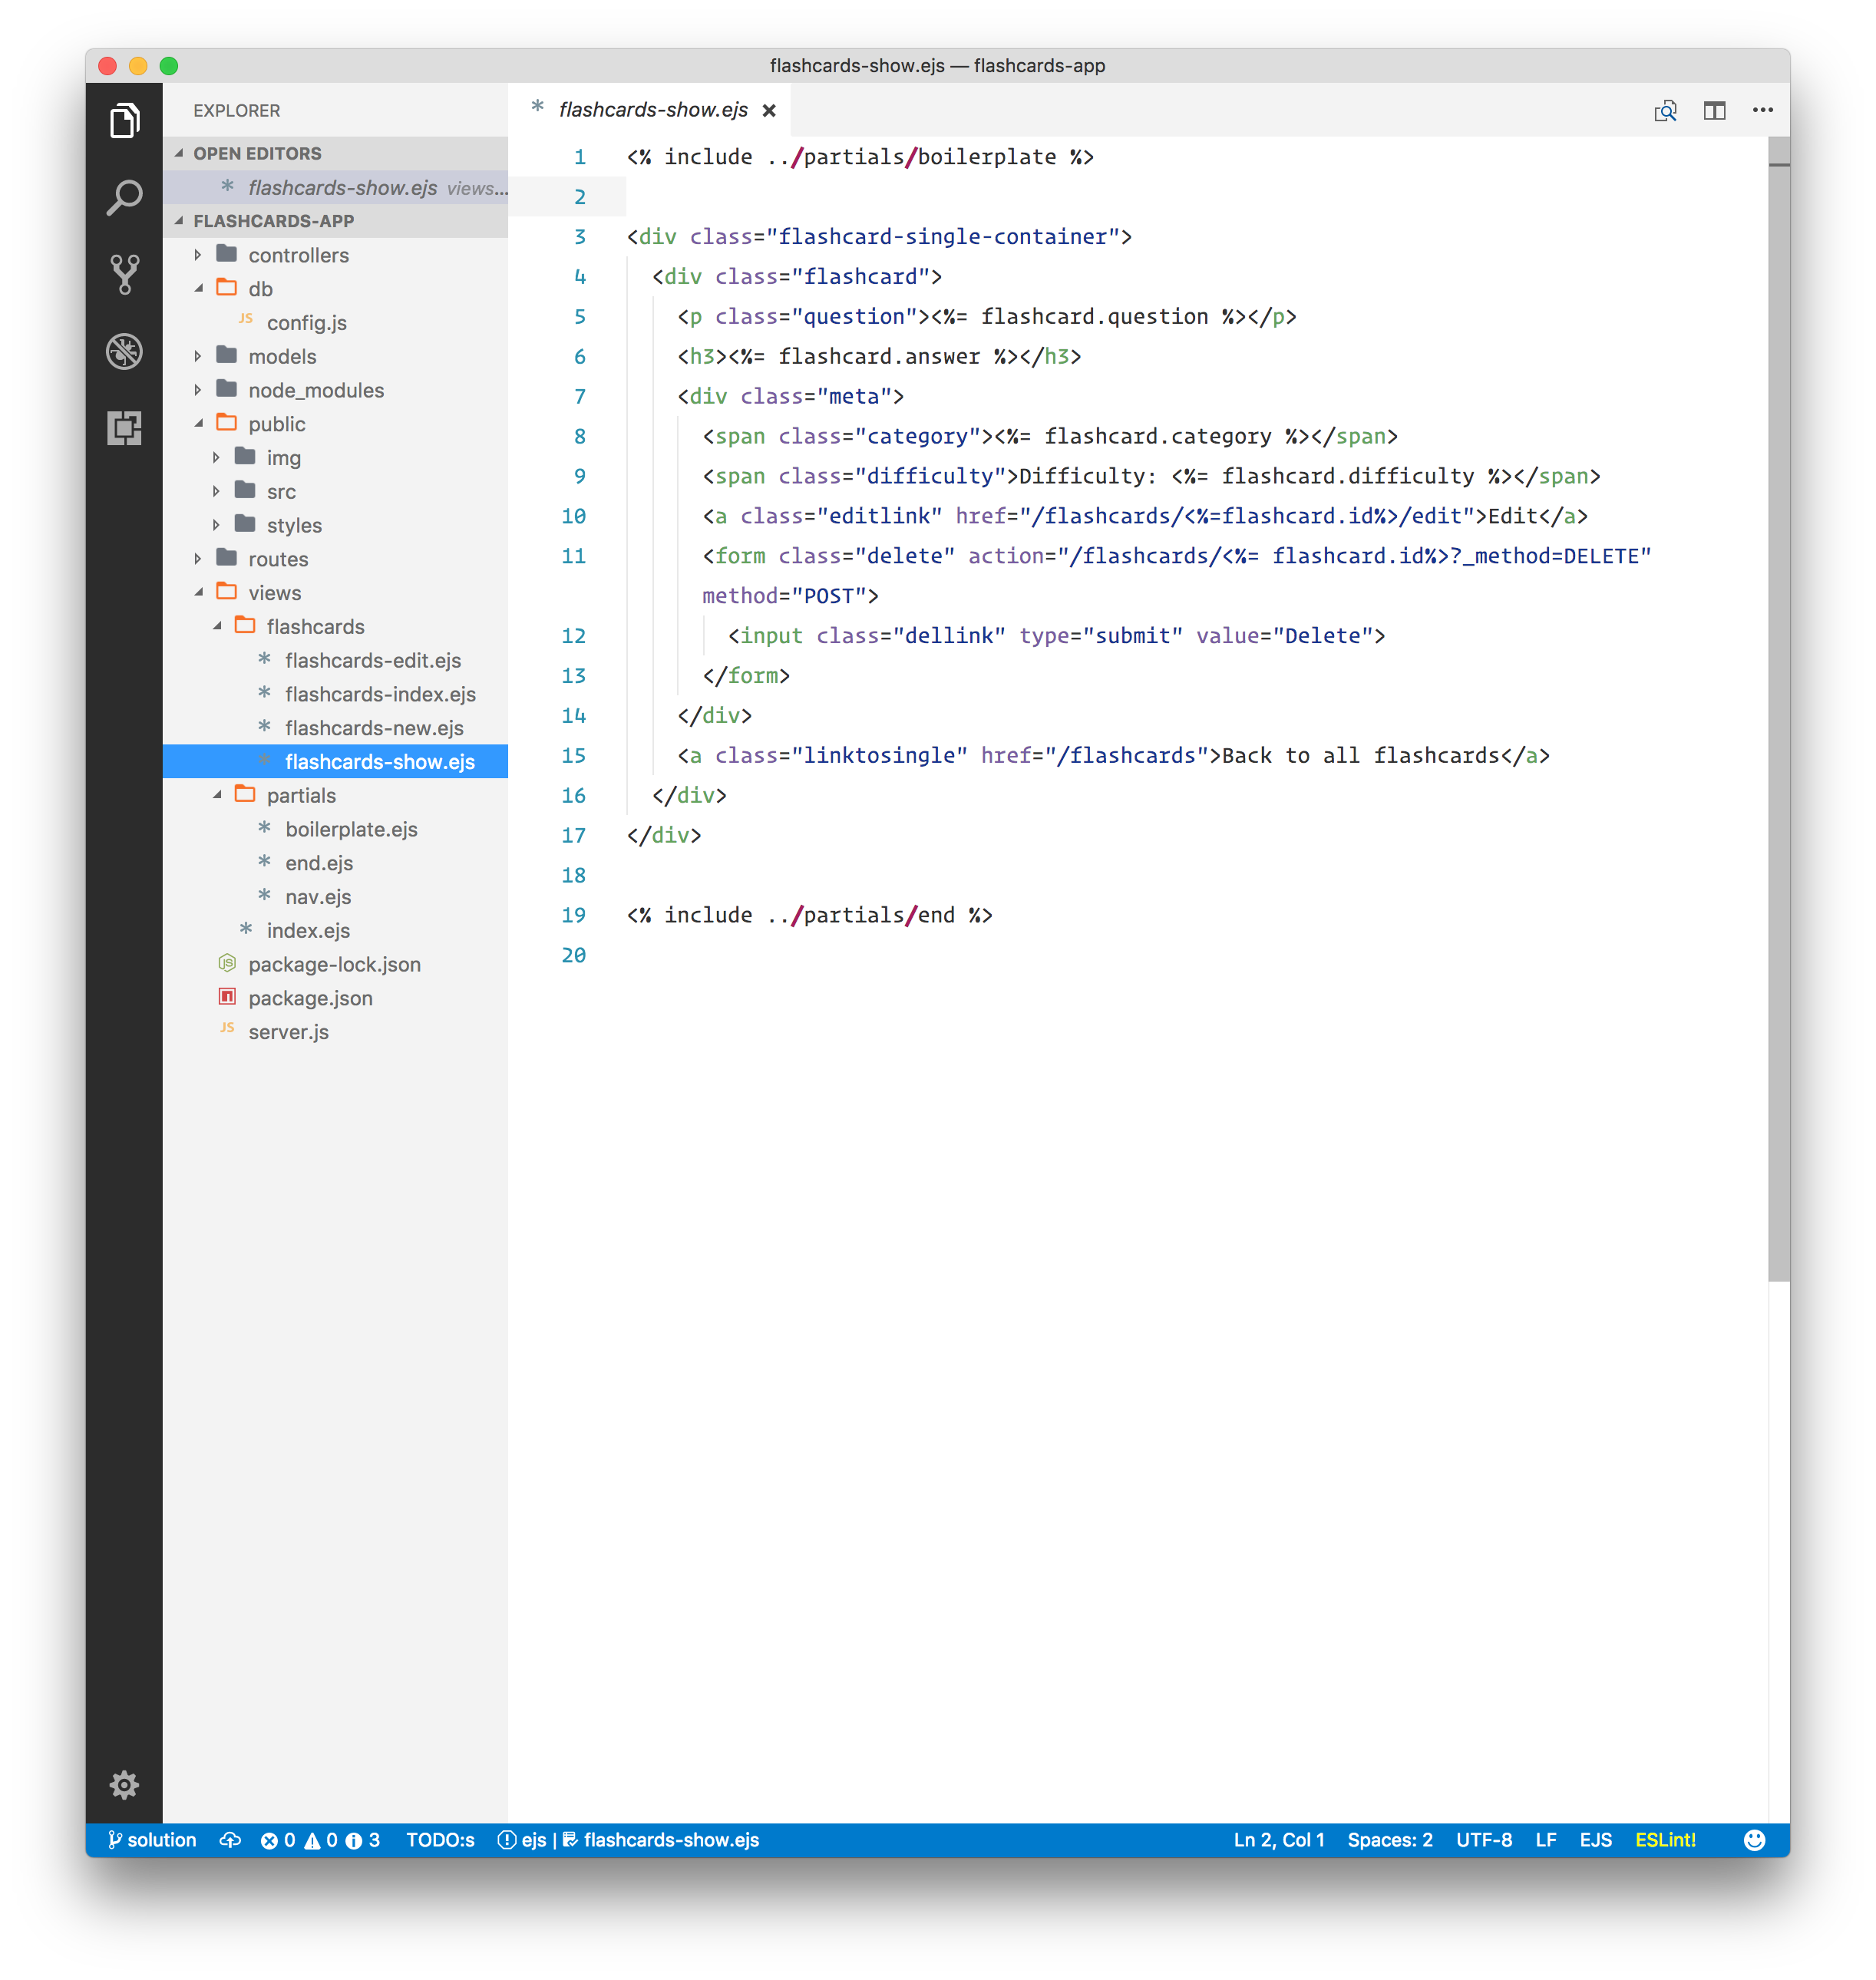 flashcards-show.ejs — flashcards-app
EXPLORER
OPEN EDITORS
* flashcards-show.ejs views...
FLASHCARDS-APP
controllers
db
JS config.js
models
node_modules
public
img
src
styles
routes
views
flashcards
* flashcards-edit.ejs
* flashcards-index.ejs
* flashcards-new.ejs
* flashcards-show.ejs
partials
* boilerplate.ejs
* end.ejs
* nav.ejs
* index.ejs
JS package-lock.json
package.json
JS server.js
* flashcards-show.ejs ×
1 <% include ../partials/boilerplate %>
2
3 <div class="flashcard-single-container">
4   <div class="flashcard">
5     <p class="question"><%= flashcard.question %></p>
6     <h3><%= flashcard.answer %></h3>
7     <div class="meta">
8       <span class="category"><%= flashcard.category %></span>
9       <span class="difficulty">Difficulty: <%= flashcard.difficulty %></span>
10       <a class="editlink" href="/flashcards/<%=flashcard.id%>/edit">Edit</a>
11       <form class="delete" action="/flashcards/<%= flashcard.id%>?_method=DELETE"
method="POST">
12         <input class="dellink" type="submit" value="Delete">
13       </form>
14     </div>
15     <a class="linktosingle" href="/flashcards">Back to all flashcards</a>
16   </div>
17 </div>
18
19 <% include ../partials/end %>
20
solution 0 0 3 TODO:s ejs | flashcards-show.ejs Ln 2, Col 1 Spaces: 2 UTF-8 LF EJS ESLint!